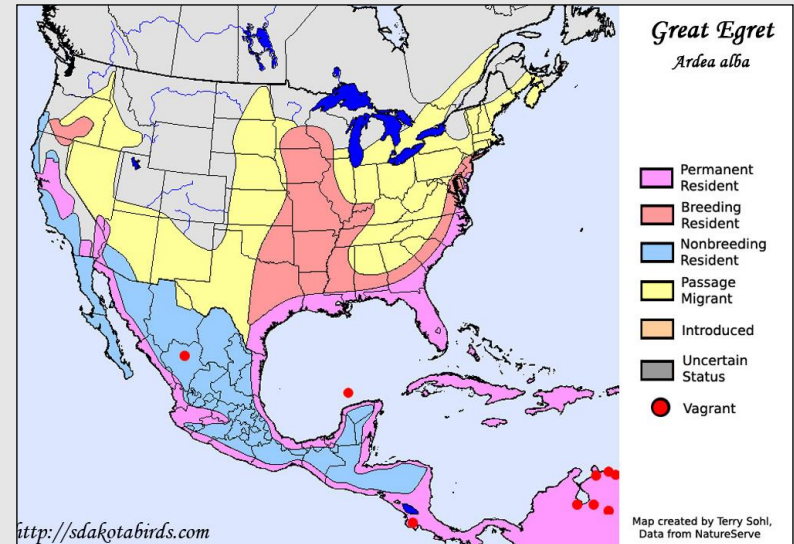 Great Egret
Ardea alba
Permanent
Resident
Breeding
Resident
Nonbreeding
Resident
Passage
Migrant
Introduced
Uncertain
Status
Vagrant
Map created by Terry Sohl,
Data from NatureServe
http://sdakotabirds.com